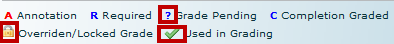 A Annotation R Required ? Grade Pending C Completion Graded
Overriden/Locked Grade Used in Grading